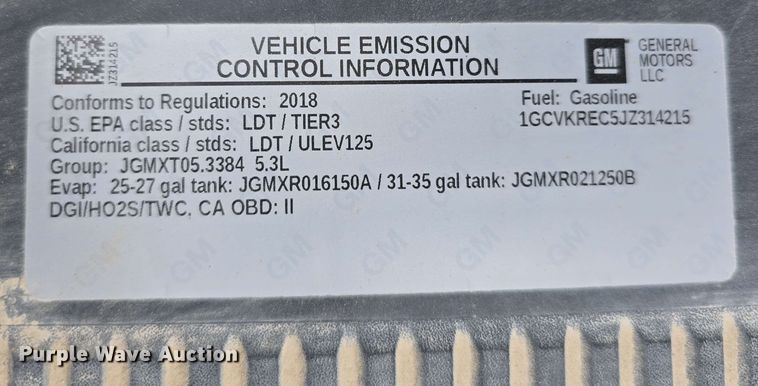 JZ314215
VEHICLE EMISSION
CONTROL INFORMATION
GM
GENERAL
MOTORS
LLC
Conforms to Regulations: 2018
Fuel: Gasoline
U.S. EPA class / stds: LDT / TIER3
1GCVKREC5JZ314215
California class / stds: LDT / ULEV125
Group: JGMXT05.3384 5.3L
Evap: 25-27 gal tank: JGMXR016150A / 31-35 gal tank: JGMXR021250B
DGI/HO2S/TWC, CA OBD: II
Purple Wave Auction